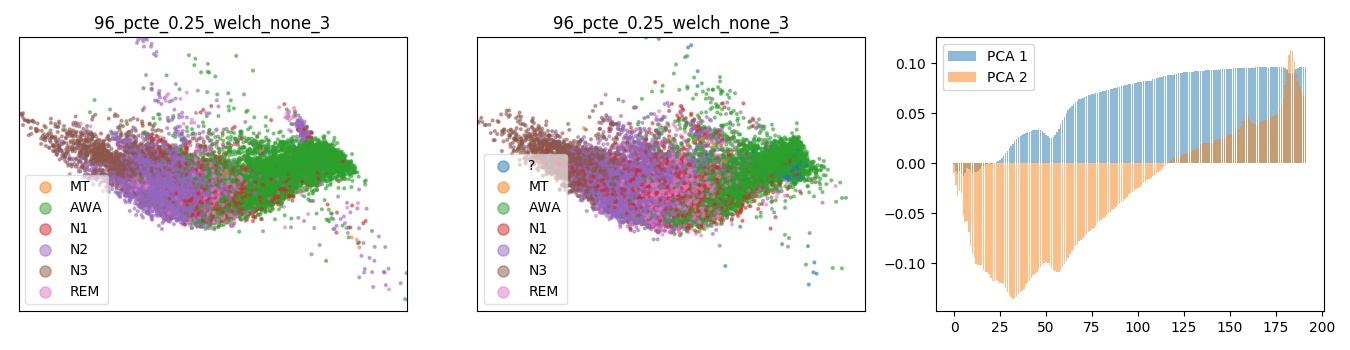 96_pcte_0.25_welch_none_3
MT
AWA
N1
N2
N3
REM
96_pcte_0.25_welch_none_3
?
MT
AWA
N1
N2
N3
REM
PCA 1
PCA 2
0.10
0.05
0.00
−0.05
−0.10
0 25 50 75 100 125 150 175 200